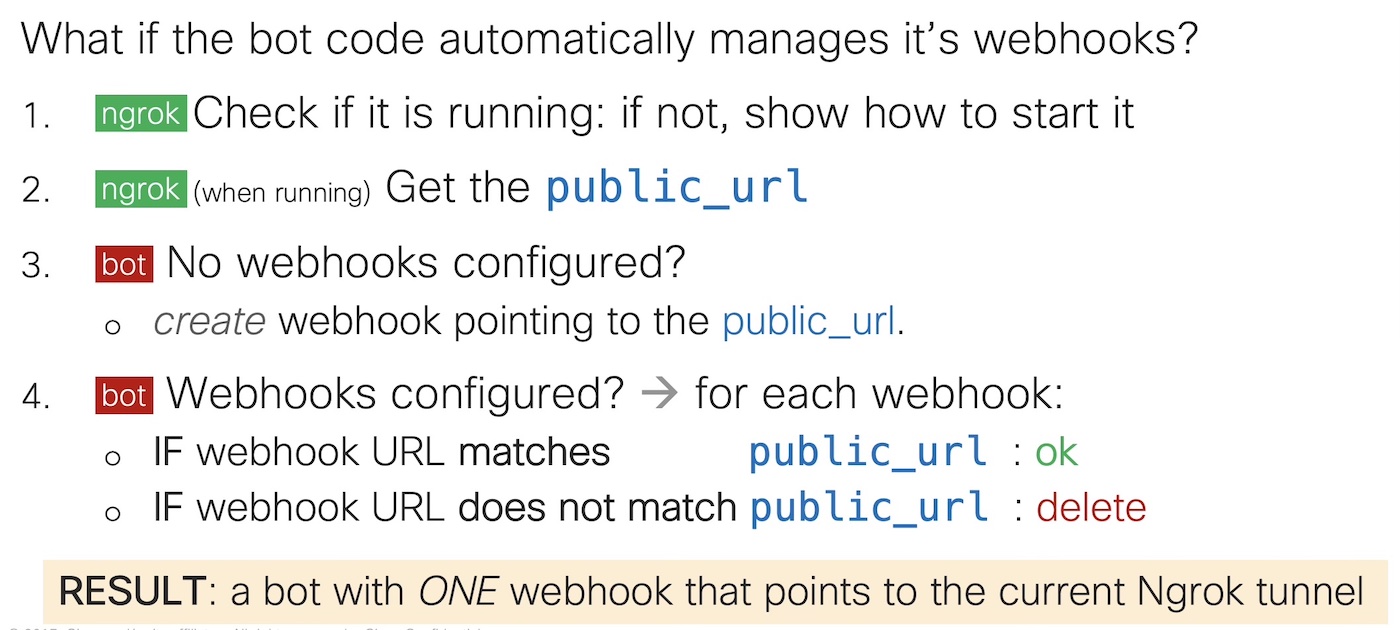 What if the bot code automatically manages it's webhooks?
1. ngrok Check if it is running: if not, show how to start it
2. ngrok (when running) Get the public_url
3. bot No webhooks configured?
o create webhook pointing to the public_url.
4. bot Webhooks configured? → for each webhook:
o IF webhook URL matches public_url : ok
o IF webhook URL does not match public_url : delete
RESULT: a bot with ONE webhook that points to the current Ngrok tunnel